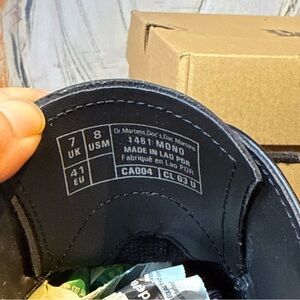 7 UK 8 USM
41 EU
Dr.Martens,Doc's,Doc Martens
1461: MONO
MADE IN LAO PDR
Fabriqué en Lao PDR
CA004 CL 03 U